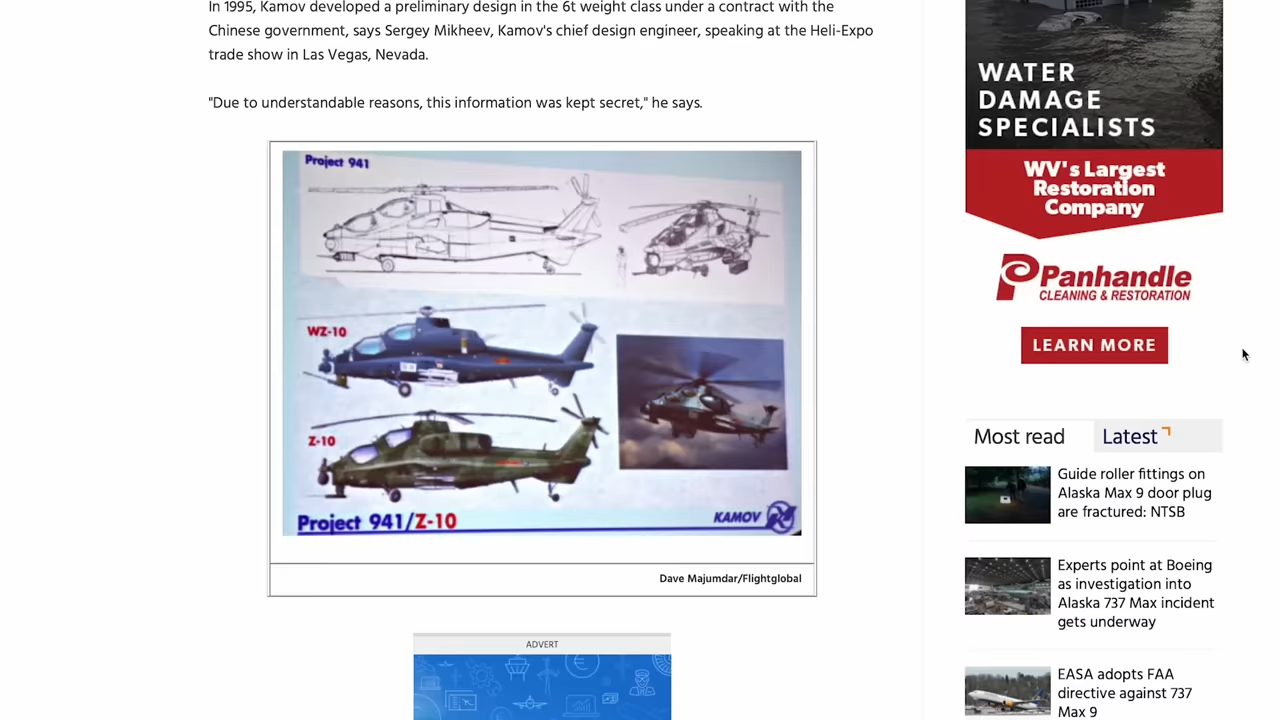 In 1995, Kamov developed a preliminary design in the 6t weight class under a contract with the
Chinese government, says Sergey Mikheev, Kamov's chief design engineer, speaking at the Heli-Expo
trade show in Las Vegas, Nevada.
"Due to understandable reasons, this information was kept secret," he says.
Project 941
WZ-10
Z-10
Project 941/Z-10
KAMOV
Dave Majumdar/Flightglobal
ADVERT
WATER
DAMAGE
SPECIALISTS
WV's Largest
Restoration
Company
Panhandle
CLEANING & RESTORATION
LEARN MORE
Most read
Latest
Guide roller fittings on
Alaska Max 9 door plug
are fractured: NTSB
Experts point at Boeing
as investigation into
Alaska 737 Max incident
gets underway
EASA adopts FAA
directive against 737
Max 9